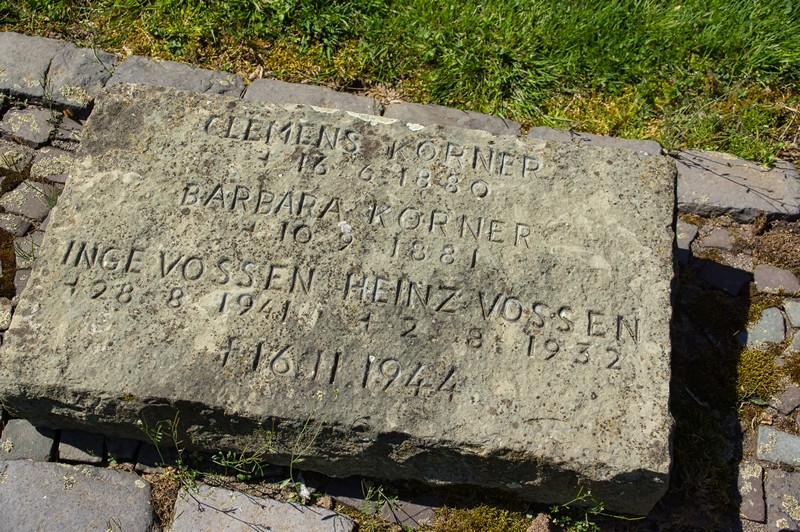 CLEMENS KÖRNER
+ 16 6 1880
BARBARA KÖRNER
+ 10 9 1881
INGE VOSSEN HEINZ VOSSEN
+ 28 8 1941 + 2 8 1932
+ 16 11 1944